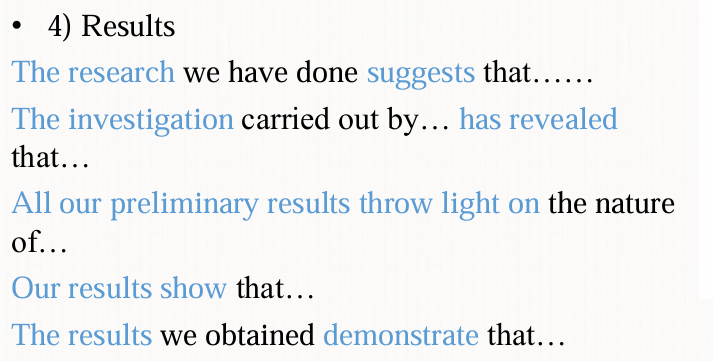 • 4) Results
The research we have done suggests that……
The investigation carried out by… has revealed
that…
All our preliminary results throw light on the nature
of…
Our results show that…
The results we obtained demonstrate that…